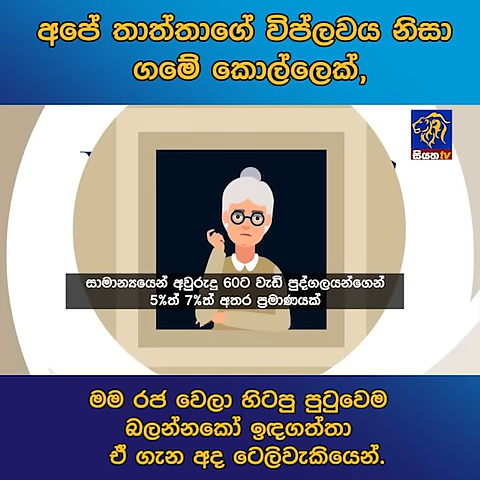 අපේ තාත්තාගේ විප්ලවය නිසා
ගමේ කොල්ලෙක්,
සියත tv
සාමාන්‍යයෙන් අවුරුදු 60ට වැඩි පුද්ගලයන්ගෙන්
5%ත් 7%ත් අතර ප්‍රමාණයක්
මම රජ වෙලා හිටපු පුටුවෙම
බලන්නකෝ ඉඳගත්තා
ඒ ගැන අද ටෙලිවැකියෙන්.